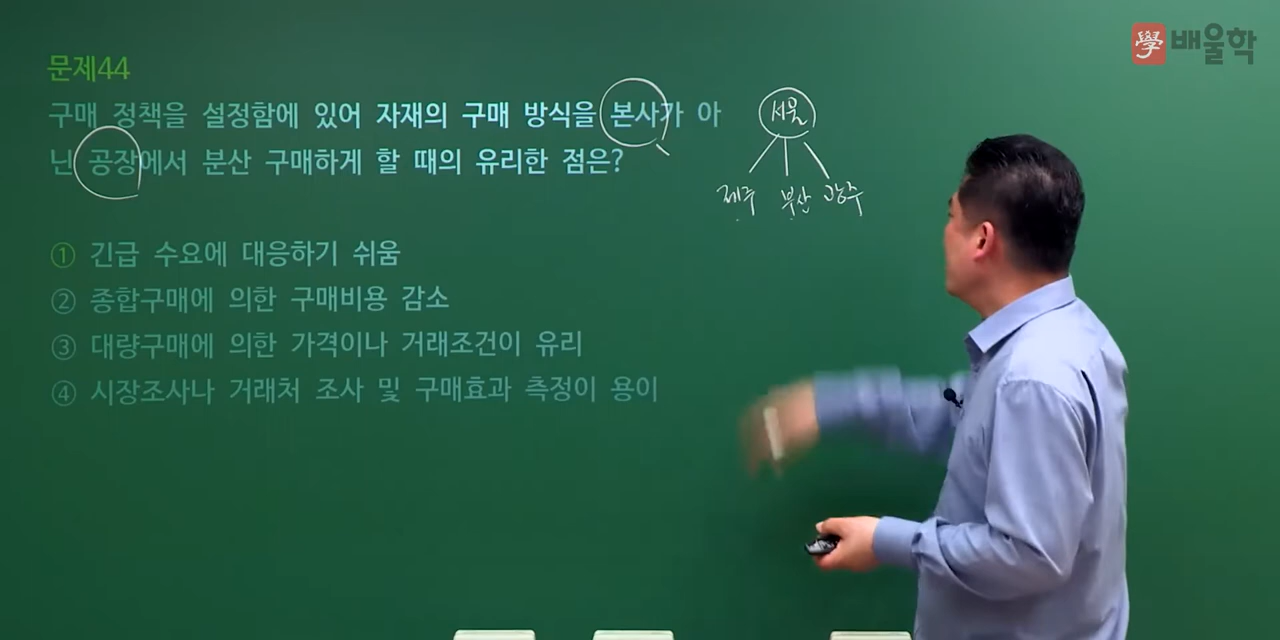 學 배울학
문제44
구매 정책을 설정함에 있어 자재의 구매 방식을 본사가 아
닌 공장에서 분산 구매하게 할 때의 유리한 점은?
① 긴급 수요에 대응하기 쉬움
② 종합구매에 의한 구매비용 감소
③ 대량구매에 의한 가격이나 거래조건이 유리
④ 시장조사나 거래처 조사 및 구매효과 측정이 용이
서울
제주 부산 광주